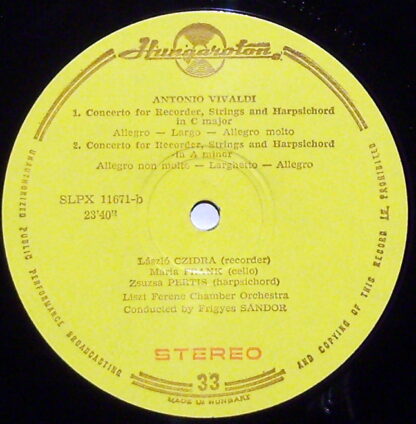 Hungaroton
ANTONIO VIVALDI
1. Concerto for Recorder, Strings and Harpsichord
in C major
Allegro — Largo — Allegro molto
2. Concerto for Recorder, Strings and Harpsichord
in A minor
Allegro non molto — Larghetto — Allegro
SLPX 11671-b
23'40"
László CZIDRA (recorder)
Mária FRANK (cello)
Zsuzsa PERTIS (harpsichord)
Liszt Ferenc Chamber Orchestra
Conducted by Frigyes SÁNDOR
STEREO
33
MADE IN HUNGARY
UNAUTHORIZED PUBLIC PERFORMANCE BROADCASTING
AND COPYING OF THIS RECORD IS PROHIBITED